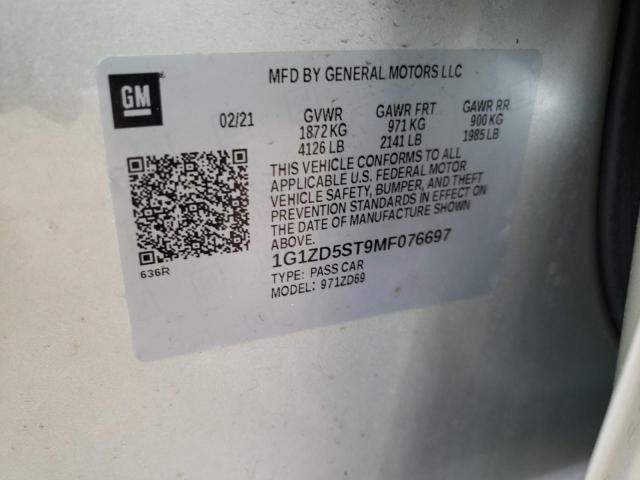 MFD BY GENERAL MOTORS LLC
GM®
02/21 GVWR GAWR FRT GAWR RR
1872 KG 971 KG 900 KG
4126 LB 2141 LB 1985 LB
THIS VEHICLE CONFORMS TO ALL
APPLICABLE U.S. FEDERAL MOTOR
VEHICLE SAFETY, BUMPER, AND THEFT
PREVENTION STANDARDS IN EFFECT ON
THE DATE OF MANUFACTURE SHOWN
ABOVE.
1G1ZD5ST9MF076697
TYPE: PASS CAR
MODEL: 971ZD69
636R